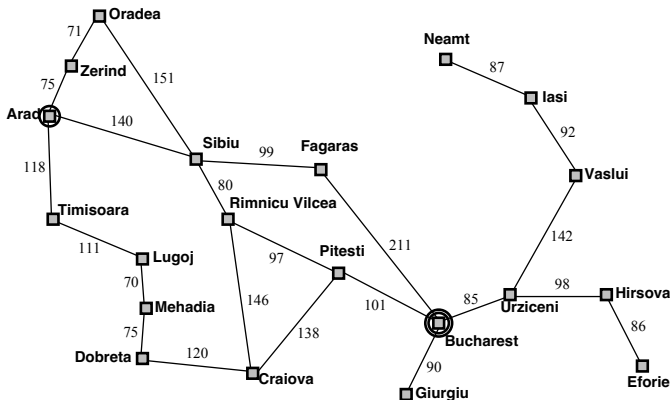 Oradea
71
Neamt
Zerind
87
151
75
Iasi
Arad
140
92
Sibiu
Fagaras
99
118
Vaslui
80
Timisoara
Rimnicu Vilcea
142
111
Pitesti
211
Lugoj
97
70
98
Hirsova
85
Mehadia
146
101
Urziceni
138
86
75
Bucharest
120
Dobreta
90
Craiova
Eforie
Giurgiu